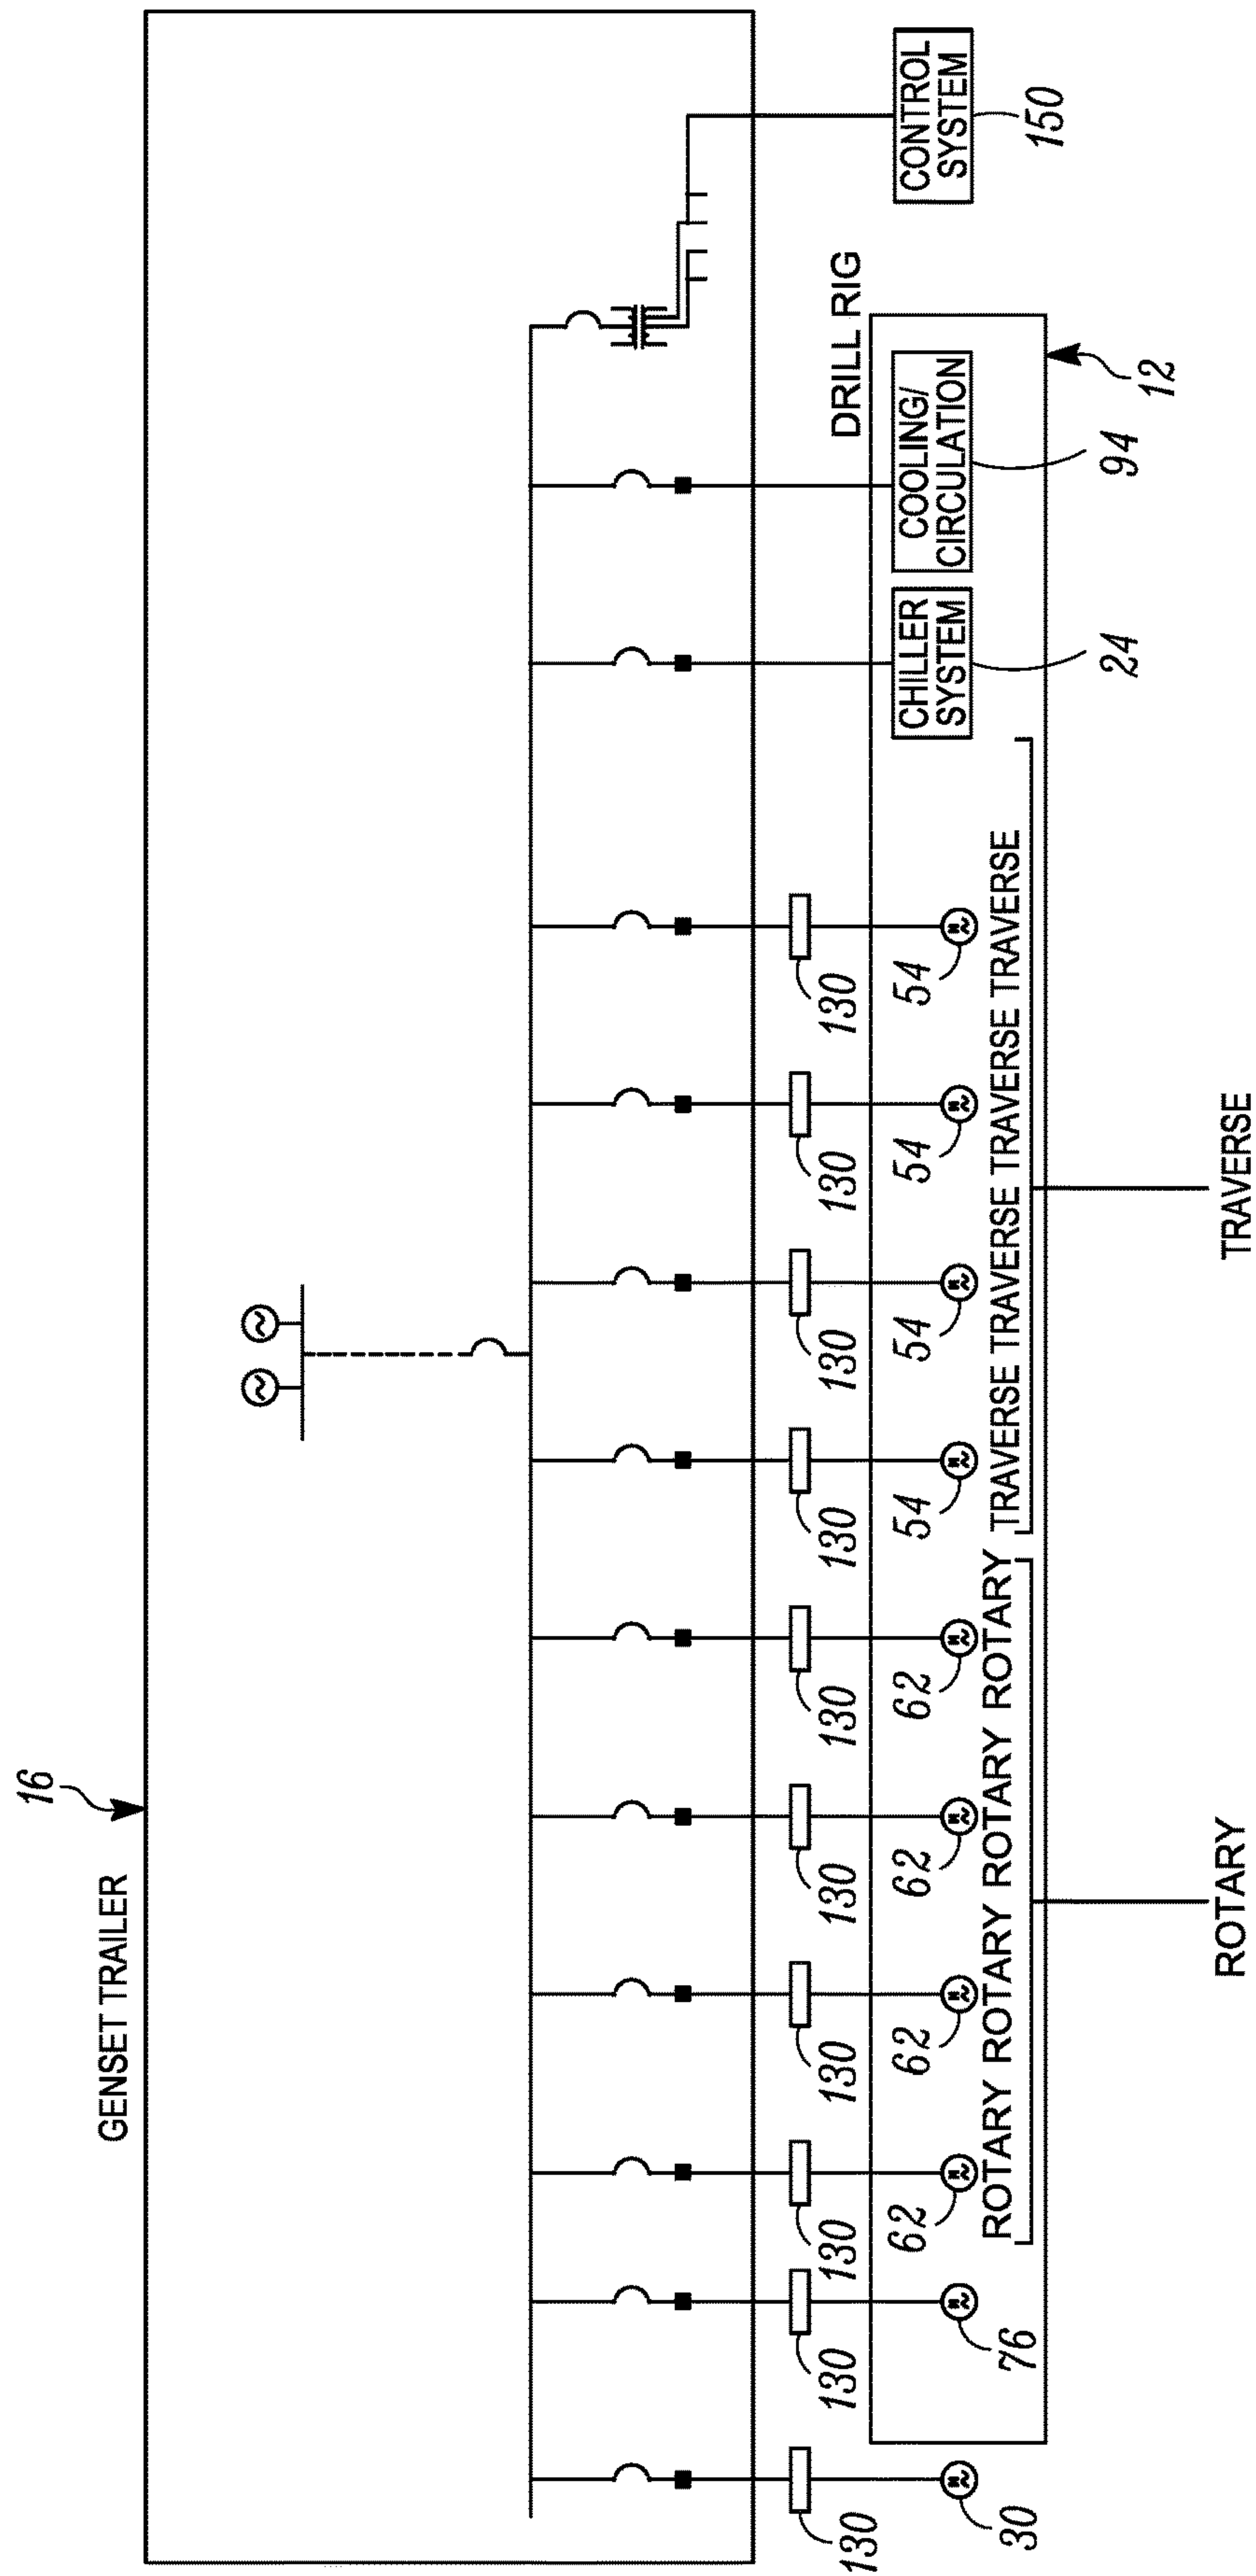 GENSET TRAILER
16
130
130
130
130
130
130
130
130
130
130
DRILL RIG
CONTROL
SYSTEM
150
30
76
62
62
62
62
54
54
54
54
CHILLER
SYSTEM
24
COOLING/
CIRCULATION
94
12
ROTARY ROTARY ROTARY ROTARY
TRAVERSE TRAVERSE TRAVERSE TRAVERSE
ROTARY
TRAVERSE